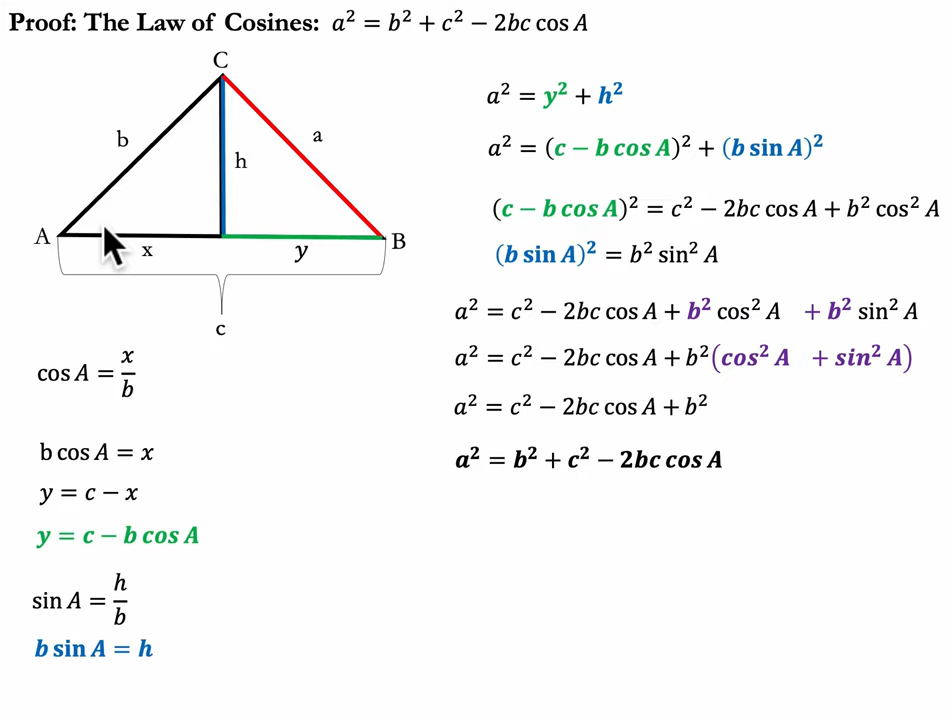 Proof: The Law of Cosines: a² = b² + c² − 2bc cos A
C
b
a
h
A
x
y
B
c
cos A = x/b
b cos A = x
y = c − x
y = c − b cos A
sin A = h/b
b sin A = h
a² = y² + h²
a² = (c − b cos A)² + (b sin A)²
(c − b cos A)² = c² − 2bc cos A + b² cos² A
(b sin A)² = b² sin² A
a² = c² − 2bc cos A + b² cos² A + b² sin² A
a² = c² − 2bc cos A + b²(cos² A + sin² A)
a² = c² − 2bc cos A + b²
a² = b² + c² − 2bc cos A